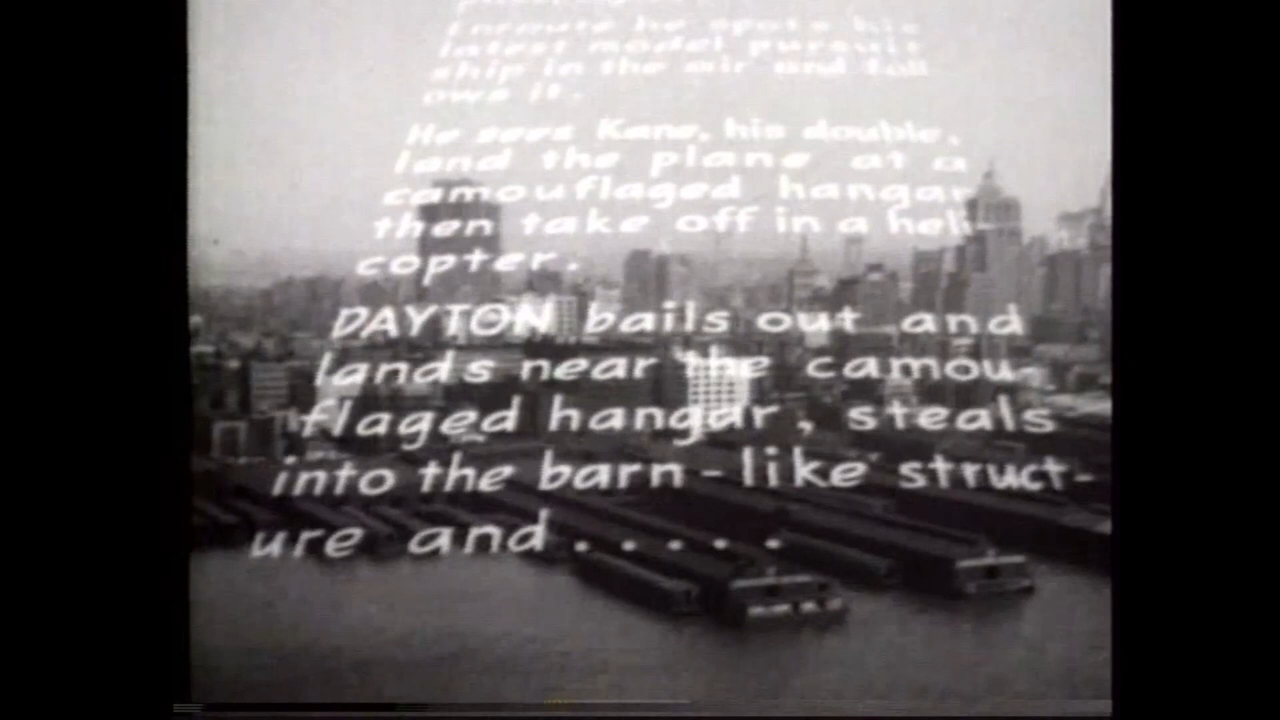 enroute he spots his
latest model pursuit
ship in the air and foll
ows it.
He sees Kane, his double,
land the plane at a
camouflaged hangar
then take off in a heli-
copter.
DAYTON bails out and
lands near the camou-
flaged hangar, steals
into the barn-like struct-
ure and.....